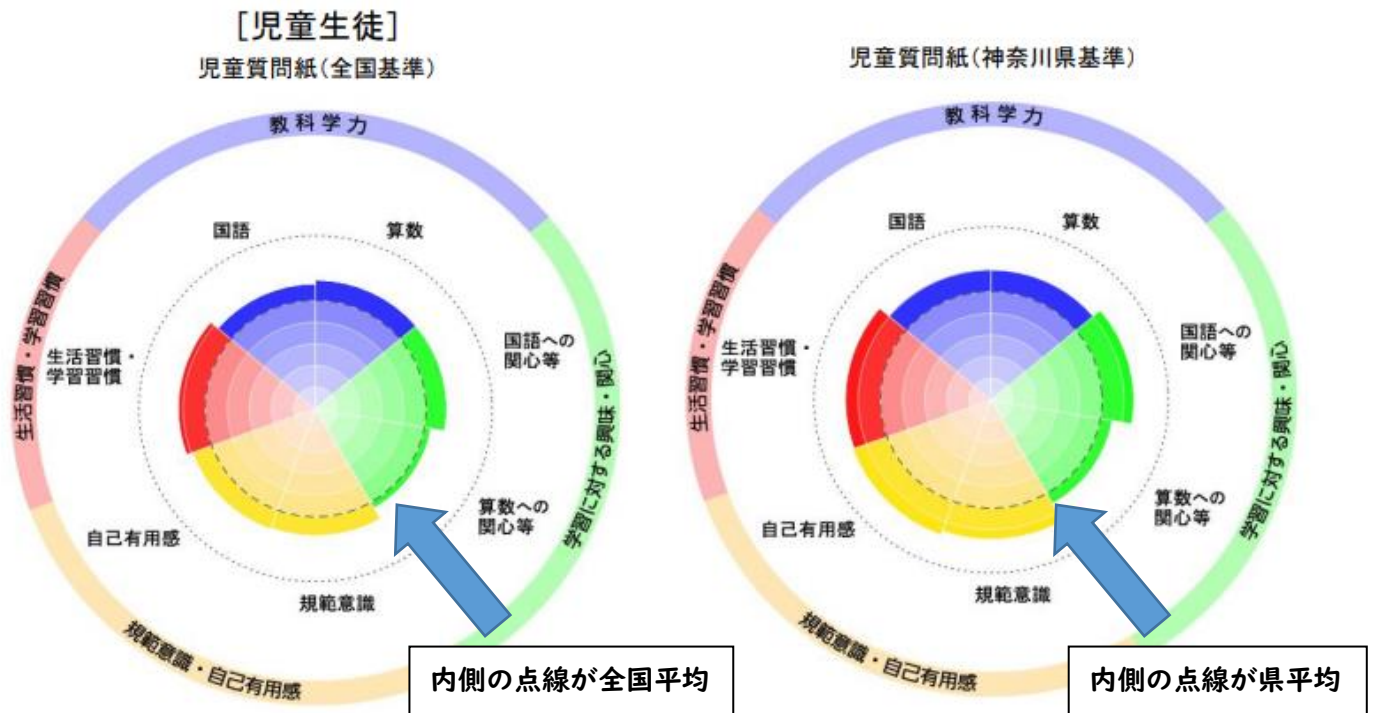 [児童生徒]
児童質問紙(全国基準)
教科学力
国語
算数
国語への
関心等
算数への
関心等
規範意識
自己有用感
生活習慣・
学習習慣
生活習慣・学習習慣
学習に対する興味・関心
規範意識・自己有用感
内側の点線が全国平均
児童質問紙(神奈川県基準)
教科学力
国語
算数
国語への
関心等
算数への
関心等
規範意識
自己有用感
生活習慣・
学習習慣
生活習慣・学習習慣
学習に対する興味・関心
規範意識・自己有用感
内側の点線が県平均